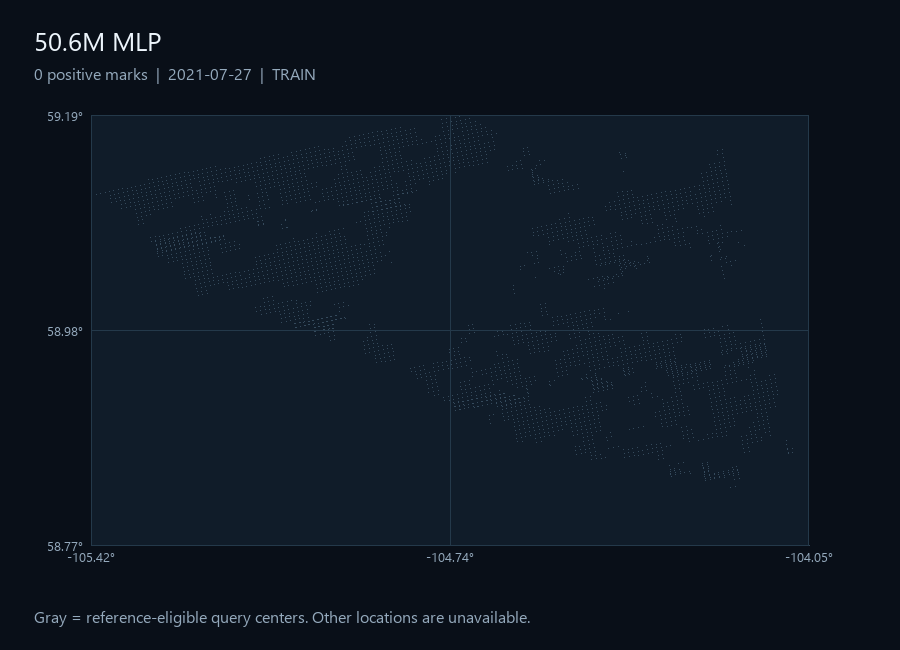 50.6M MLP
0 positive marks | 2021-07-27 | TRAIN
59.19°
58.98°
58.77°
-105.42°
-104.74°
-104.05°
Gray = reference-eligible query centers. Other locations are unavailable.